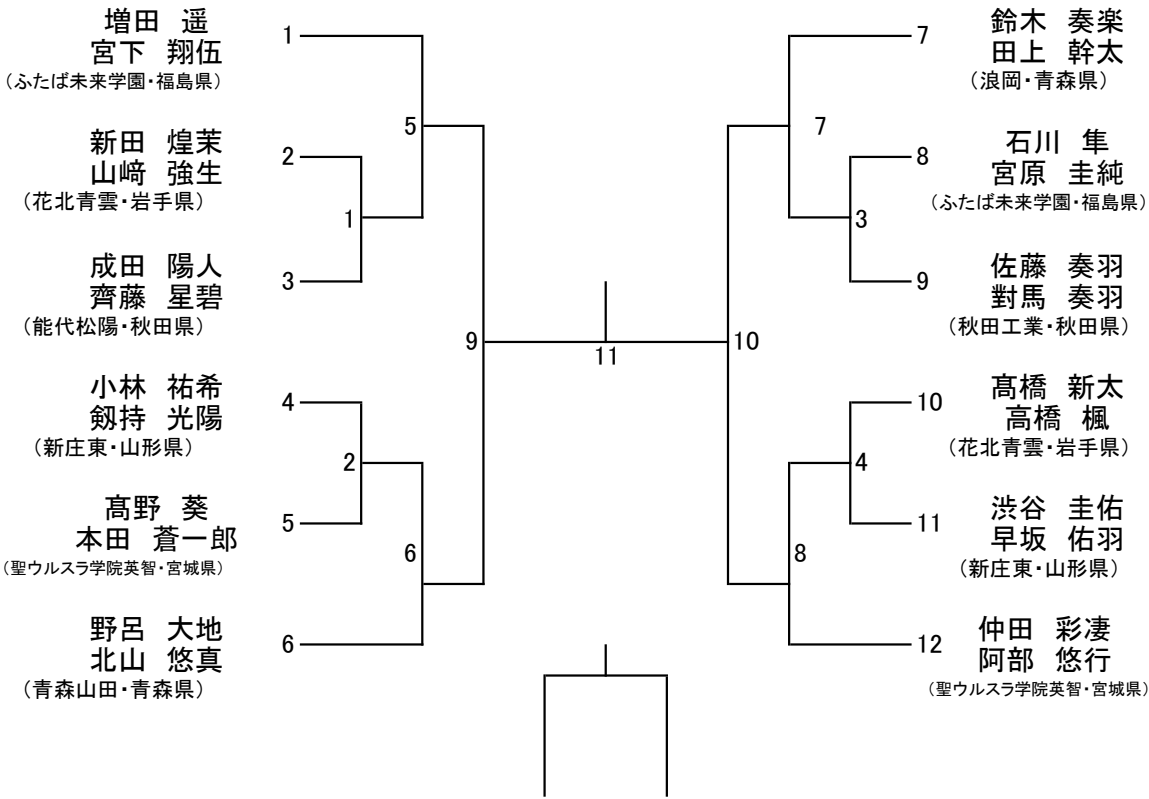 増田 遥
宮下 翔伍
(ふたば未来学園・福島県)
1
新田 煌茉
山﨑 強生
(花北青雲・岩手県)
2
成田 陽人
齊藤 星碧
(能代松陽・秋田県)
3
小林 祐希
剱持 光陽
(新庄東・山形県)
4
髙野 葵
本田 蒼一郎
(聖ウルスラ学院英智・宮城県)
5
野呂 大地
北山 悠真
(青森山田・青森県)
6
5
1
2
6
9
11
10
7
3
4
8
7
鈴木 奏楽
田上 幹太
(浪岡・青森県)
8
石川 隼
宮原 圭純
(ふたば未来学園・福島県)
9
佐藤 奏羽
對馬 奏羽
(秋田工業・秋田県)
10
髙橋 新太
高橋 楓
(花北青雲・岩手県)
11
渋谷 圭佑
早坂 佑羽
(新庄東・山形県)
12
仲田 彩凄
阿部 悠行
(聖ウルスラ学院英智・宮城県)